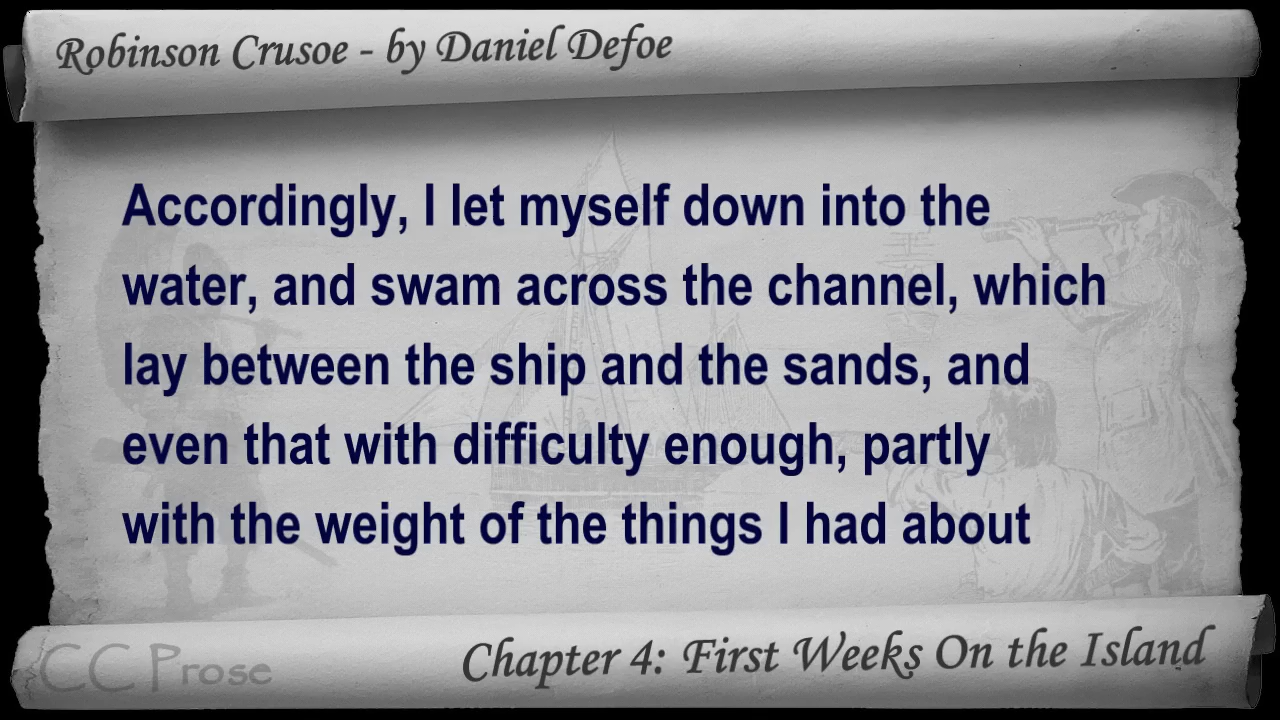 Robinson Crusoe - by Daniel Defoe
Accordingly, I let myself down into the
water, and swam across the channel, which
lay between the ship and the sands, and
even that with difficulty enough, partly
with the weight of the things I had about
CC Prose
Chapter 4: First Weeks On the Island